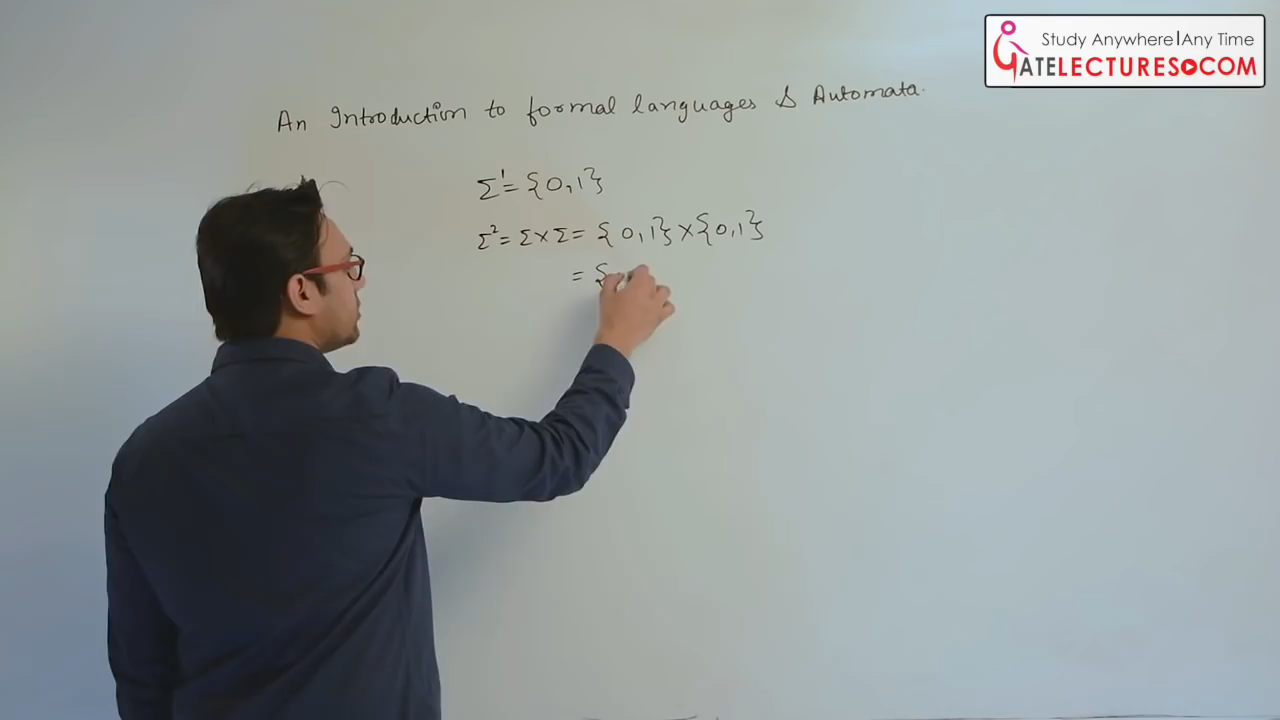 Study Anywhere|Any Time
GATELECTURES.COM
An Introduction to formal languages & Automata.
Σ¹ = {0,1}
Σ² = Σ×Σ = {0,1}×{0,1}
= {